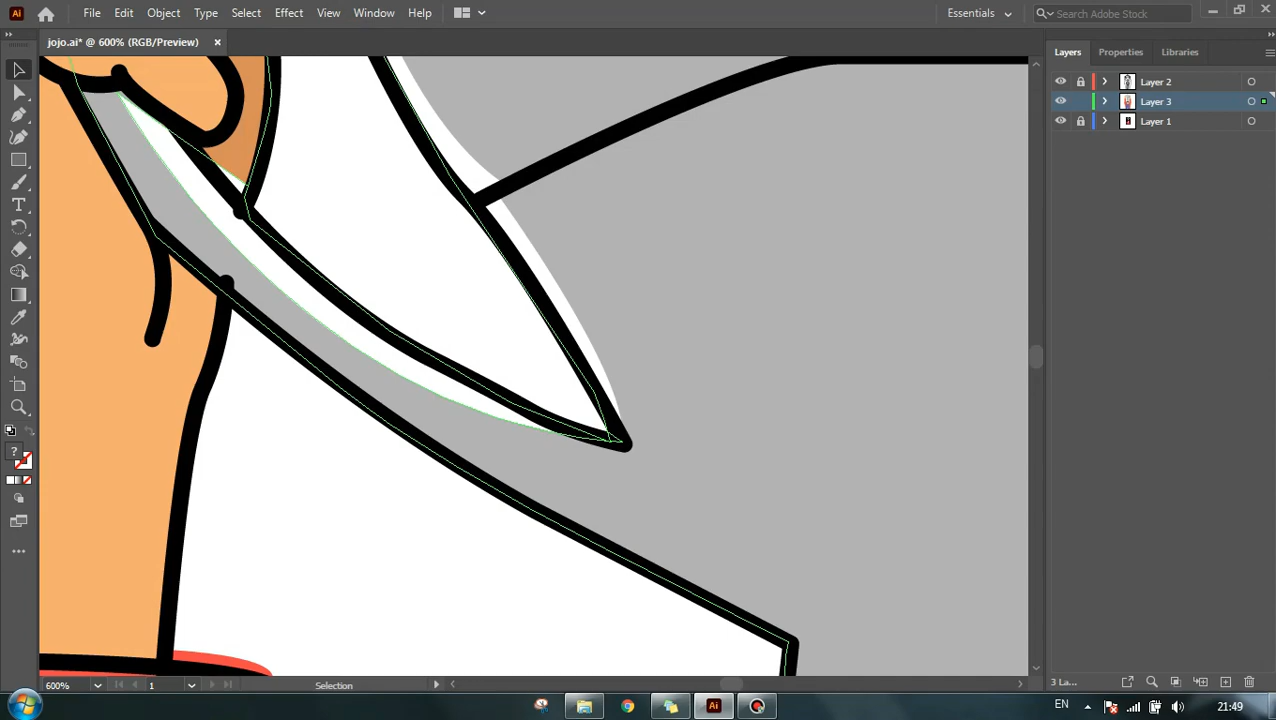 Ai File Edit Object Type Select Effect View Window Help Essentials Search Adobe Stock
jojo.ai* @ 600% (RGB/Preview) ×
Layers Properties Libraries
Layer 2
Layer 3
Layer 1
T
?
600% 1 Selection 3 La...
Ai EN 21:49